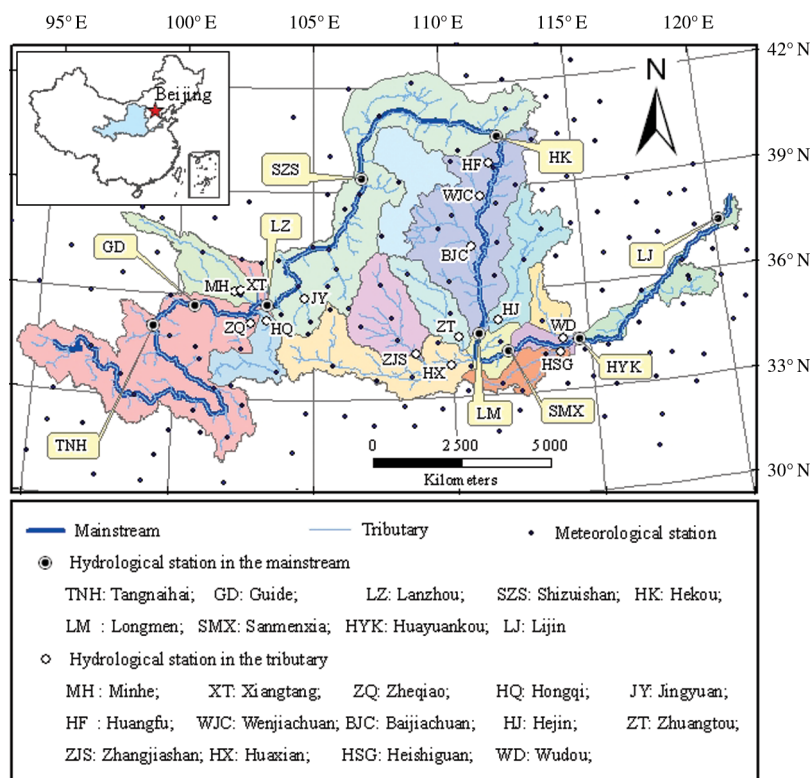 95° E 100° E 105° E 110° E 115° E 120° E
42° N
Beijing
N
HK
HF
39° N
SZS
WJC
LZ
GD
BJC
LJ
36° N
MH XT
JY
HJ
ZQ HQ
ZT
WD
ZJS
HX
HSG
HYK
33° N
LM
SMX
TNH
0 2 500 5 000
Kilometers
30° N
Mainstream Tributary Meteorological station
Hydrological station in the mainstream
TNH: Tangnaihai; GD: Guide; LZ: Lanzhou; SZS: Shizuishan; HK: Hekou;
LM : Longmen; SMX: Sanmenxia; HYK: Huayuankou; LJ: Lijin
Hydrological station in the tributary
MH : Minhe; XT: Xiangtang; ZQ: Zheqiao; HQ: Hongqi; JY: Jingyuan;
HF : Huangfu; WJC: Wenjiachuan; BJC: Baijiachuan; HJ: Hejin; ZT: Zhuangtou;
ZJS: Zhangjiashan; HX: Huaxian; HSG: Heishiguan; WD: Wudou;